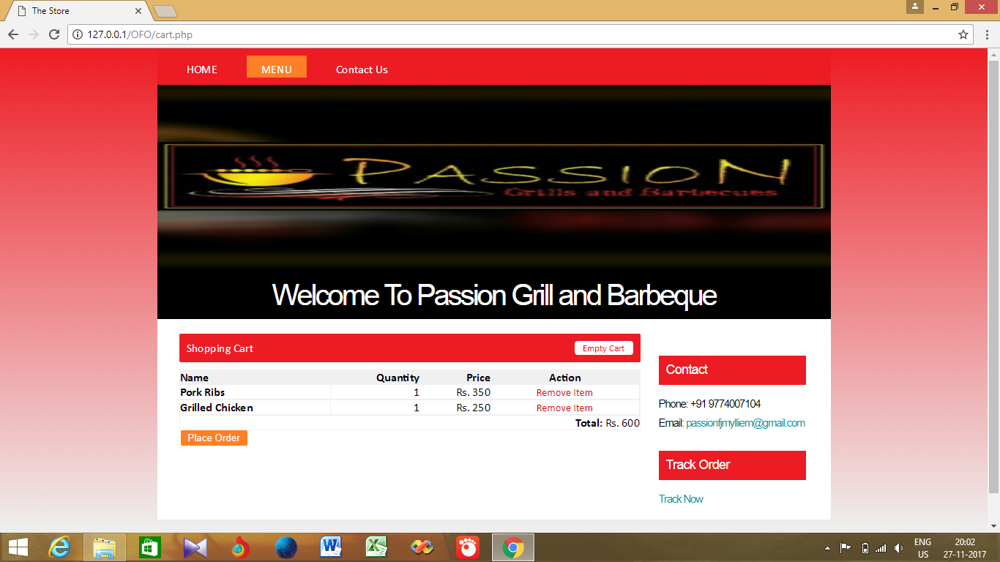 The Store
127.0.0.1/OFO/cart.php
HOME MENU Contact Us
PASSION
Grills and Barbecues
Welcome To Passion Grill and Barbeque
Shopping Cart Empty Cart
Name Quantity Price Action
Pork Ribs 1 Rs. 350 Remove Item
Grilled Chicken 1 Rs. 250 Remove Item
Total: Rs. 600
Place Order
Contact
Phone: +91 9774007104
Email: passionfjmylliem@gmail.com
Track Order
Track Now
ENG 20:02
US 27-11-2017